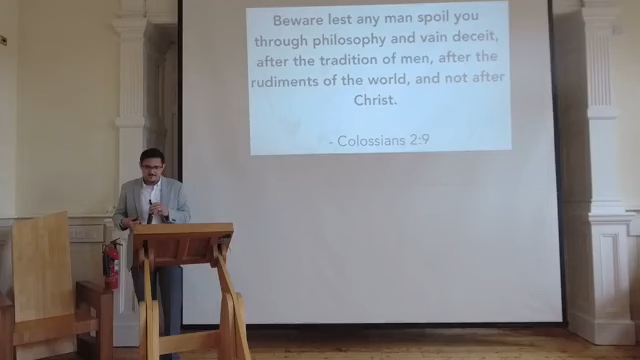 Beware lest any man spoil you
through philosophy and vain deceit,
after the tradition of men, after the
rudiments of the world, and not after
Christ.
- Colossians 2:9